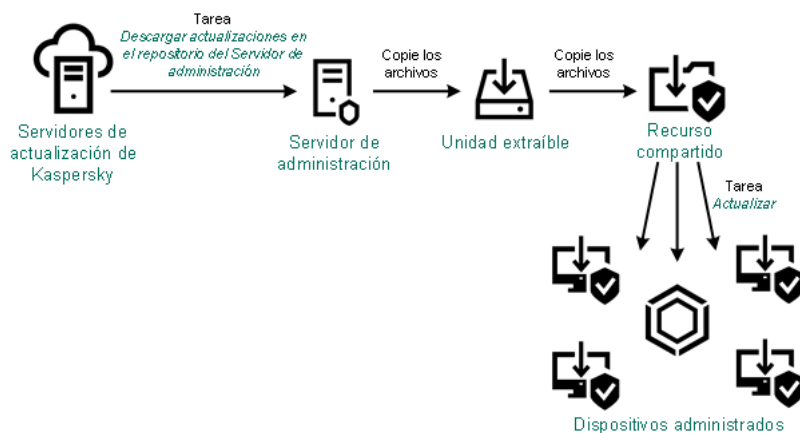 Tarea
Descargar actualizaciones en
el repositorio del Servidor de
administración
Copie los
archivos
Copie los
archivos
Servidores de
actualización de
Kaspersky
Servidor de
administración
Unidad extraíble
Recurso
compartido
Tarea
Actualizar
Dispositivos administrados